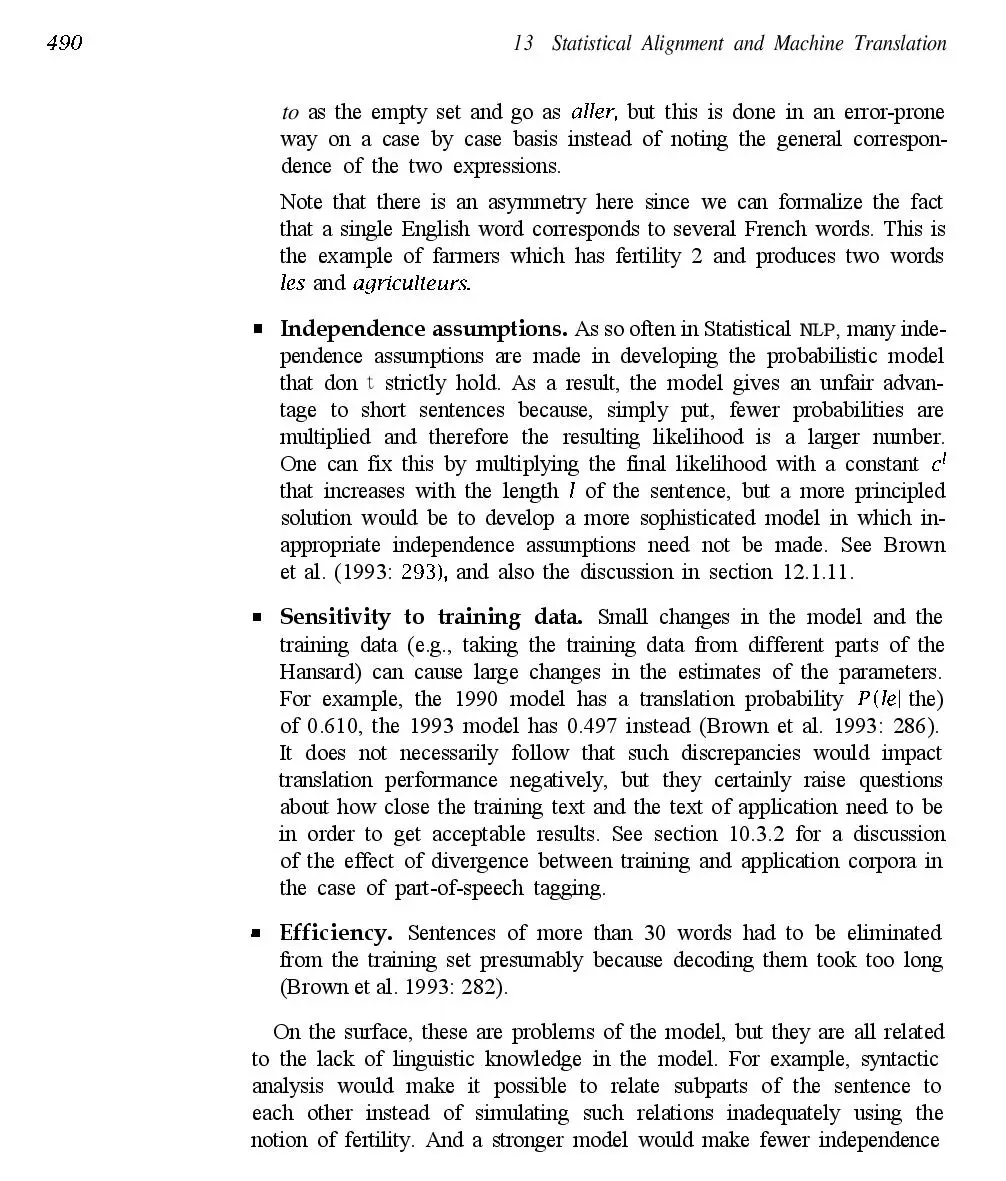 490
13 Statistical Alignment and Machine Translation
to as the empty set and go as aller, but this is done in an error-prone
way on a case by case basis instead of noting the general correspon-
dence of the two expressions.
Note that there is an asymmetry here since we can formalize the fact
that a single English word corresponds to several French words. This is
the example of farmers which has fertility 2 and produces two words
les and agriculteurs.
■ Independence assumptions. As so often in Statistical NLP, many inde-
pendence assumptions are made in developing the probabilistic model
that don t strictly hold. As a result, the model gives an unfair advan-
tage to short sentences because, simply put, fewer probabilities are
multiplied and therefore the resulting likelihood is a larger number.
One can fix this by multiplying the final likelihood with a constant cˡ
that increases with the length l of the sentence, but a more principled
solution would be to develop a more sophisticated model in which in-
appropriate independence assumptions need not be made. See Brown
et al. (1993: 293), and also the discussion in section 12.1.11.
■ Sensitivity to training data. Small changes in the model and the
training data (e.g., taking the training data from different parts of the
Hansard) can cause large changes in the estimates of the parameters.
For example, the 1990 model has a translation probability P(le| the)
of 0.610, the 1993 model has 0.497 instead (Brown et al. 1993: 286).
It does not necessarily follow that such discrepancies would impact
translation performance negatively, but they certainly raise questions
about how close the training text and the text of application need to be
in order to get acceptable results. See section 10.3.2 for a discussion
of the effect of divergence between training and application corpora in
the case of part-of-speech tagging.
■ Efficiency. Sentences of more than 30 words had to be eliminated
from the training set presumably because decoding them took too long
(Brown et al. 1993: 282).
On the surface, these are problems of the model, but they are all related
to the lack of linguistic knowledge in the model. For example, syntactic
analysis would make it possible to relate subparts of the sentence to
each other instead of simulating such relations inadequately using the
notion of fertility. And a stronger model would make fewer independence